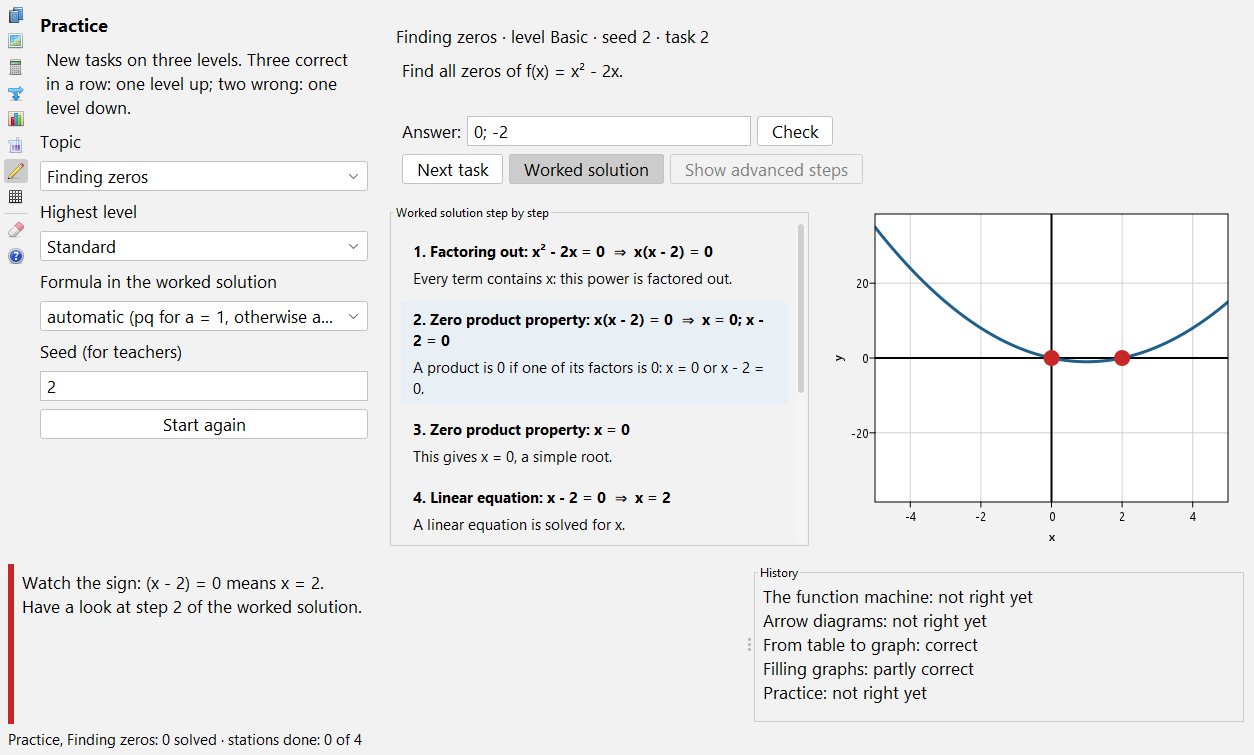 Practice
New tasks on three levels. Three correct
in a row: one level up; two wrong: one
level down.
Topic
Finding zeros
Highest level
Standard
Formula in the worked solution
automatic (pq for a = 1, otherwise a...
Seed (for teachers)
2
Start again
Finding zeros · level Basic · seed 2 · task 2
Find all zeros of f(x) = x² - 2x.
Answer: 0; -2 Check
Next task Worked solution Show advanced steps
Worked solution step by step
1. Factoring out: x² - 2x = 0 ⇒ x(x - 2) = 0
Every term contains x: this power is factored out.
2. Zero product property: x(x - 2) = 0 ⇒ x = 0; x -
2 = 0
A product is 0 if one of its factors is 0: x = 0 or x - 2 =
0.
3. Zero product property: x = 0
This gives x = 0, a simple root.
4. Linear equation: x - 2 = 0 ⇒ x = 2
A linear equation is solved for x.
20
0
-20
y
-4 -2 0 2 4
x
Watch the sign: (x - 2) = 0 means x = 2.
Have a look at step 2 of the worked solution.
History
The function machine: not right yet
Arrow diagrams: not right yet
From table to graph: correct
Filling graphs: partly correct
Practice: not right yet
Practice, Finding zeros: 0 solved · stations done: 0 of 4